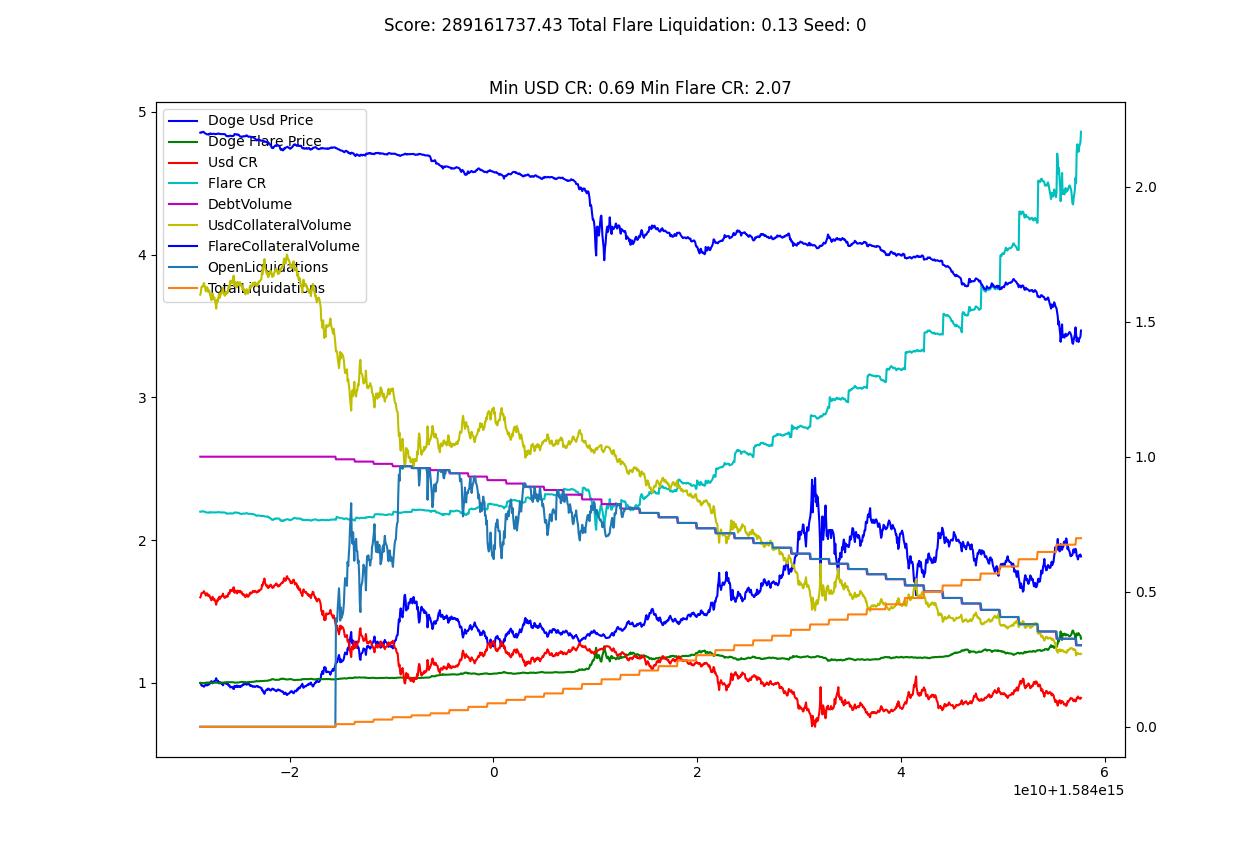 Score: 289161737.43 Total Flare Liquidation: 0.13 Seed: 0
Min USD CR: 0.69 Min Flare CR: 2.07
Doge Usd Price
Doge Flare Price
Usd CR
Flare CR
DebtVolume
UsdCollateralVolume
FlareCollateralVolume
OpenLiquidations
TotalLiquidations
5
4
3
2
1
2.0
1.5
1.0
0.5
0.0
−2
0
2
4
6
1e10+1.584e15